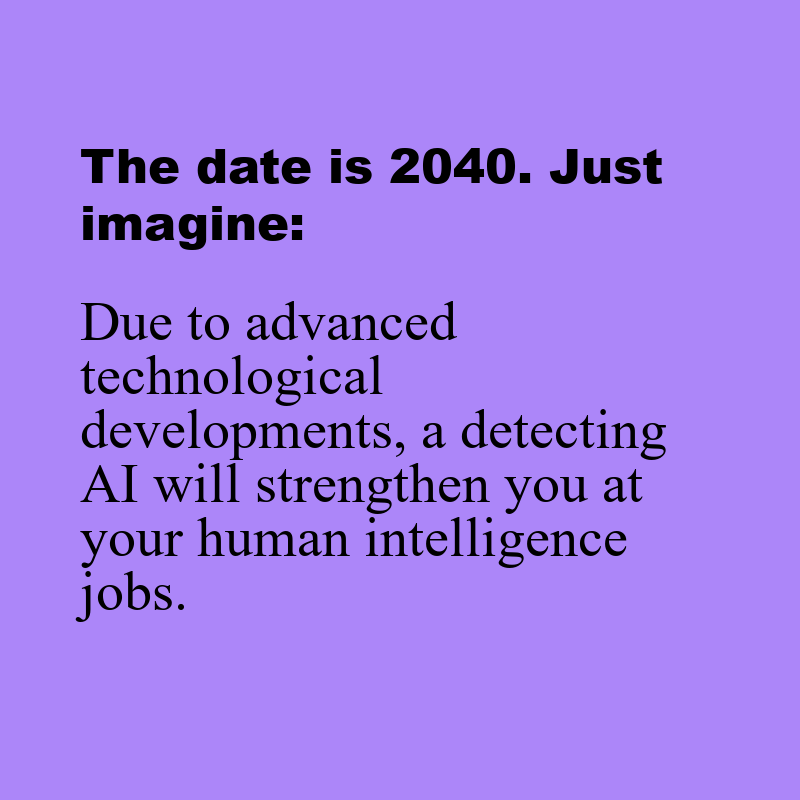 The date is 2040. Just
imagine:
Due to advanced
technological
developments, a detecting
AI will strengthen you at
your human intelligence
jobs.